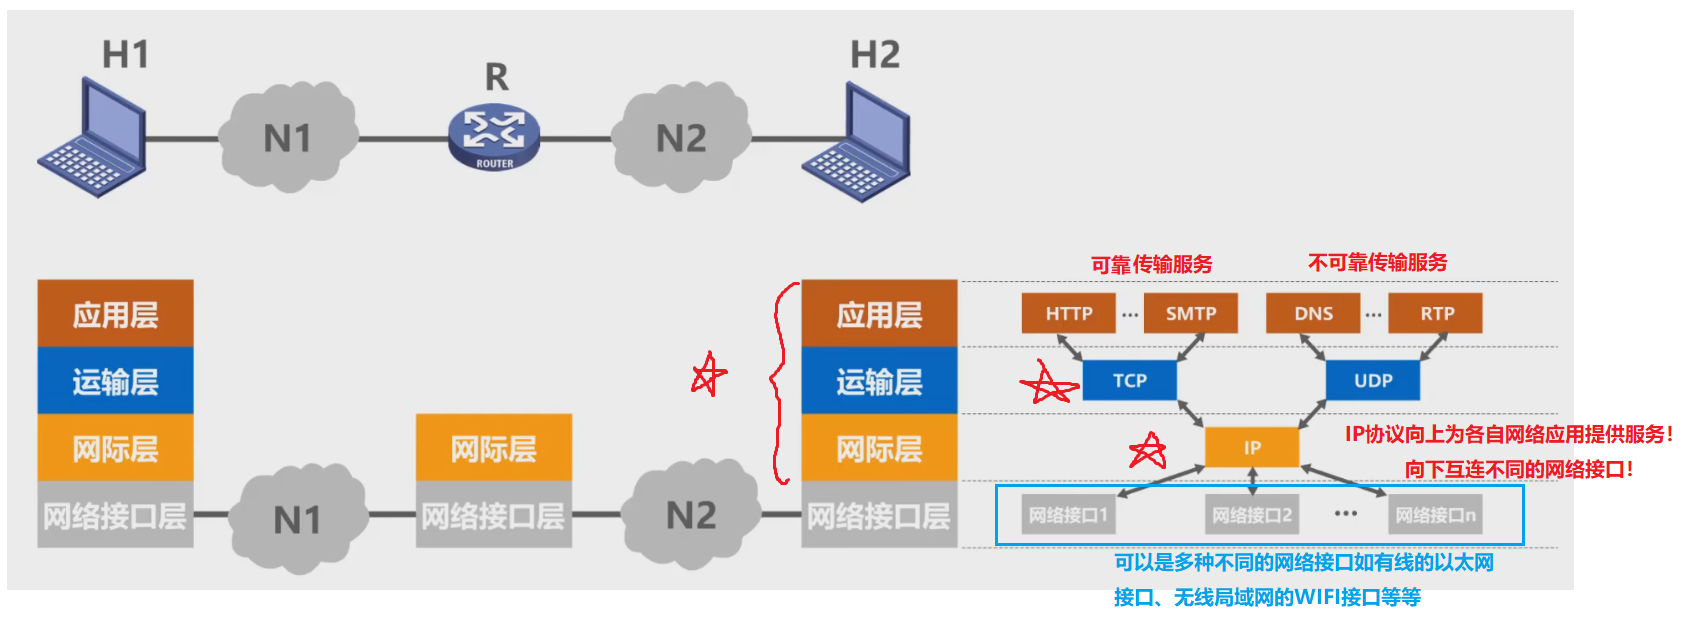 H1
R
H2
N1
ROUTER
N2
可靠传输服务
不可靠传输服务
应用层
应用层
HTTP ... SMTP
DNS ... RTP
运输层
运输层
TCP
UDP
网际层
网际层
网际层
IP
IP协议向上为各自网络应用提供服务！
向下互连不同的网络接口！
网络接口层
N1
网络接口层
N2
网络接口层
网络接口1
网络接口2
...
网络接口n
可以是多种不同的网络接口如有线的以太网
接口、无线局域网的WIFI接口等等